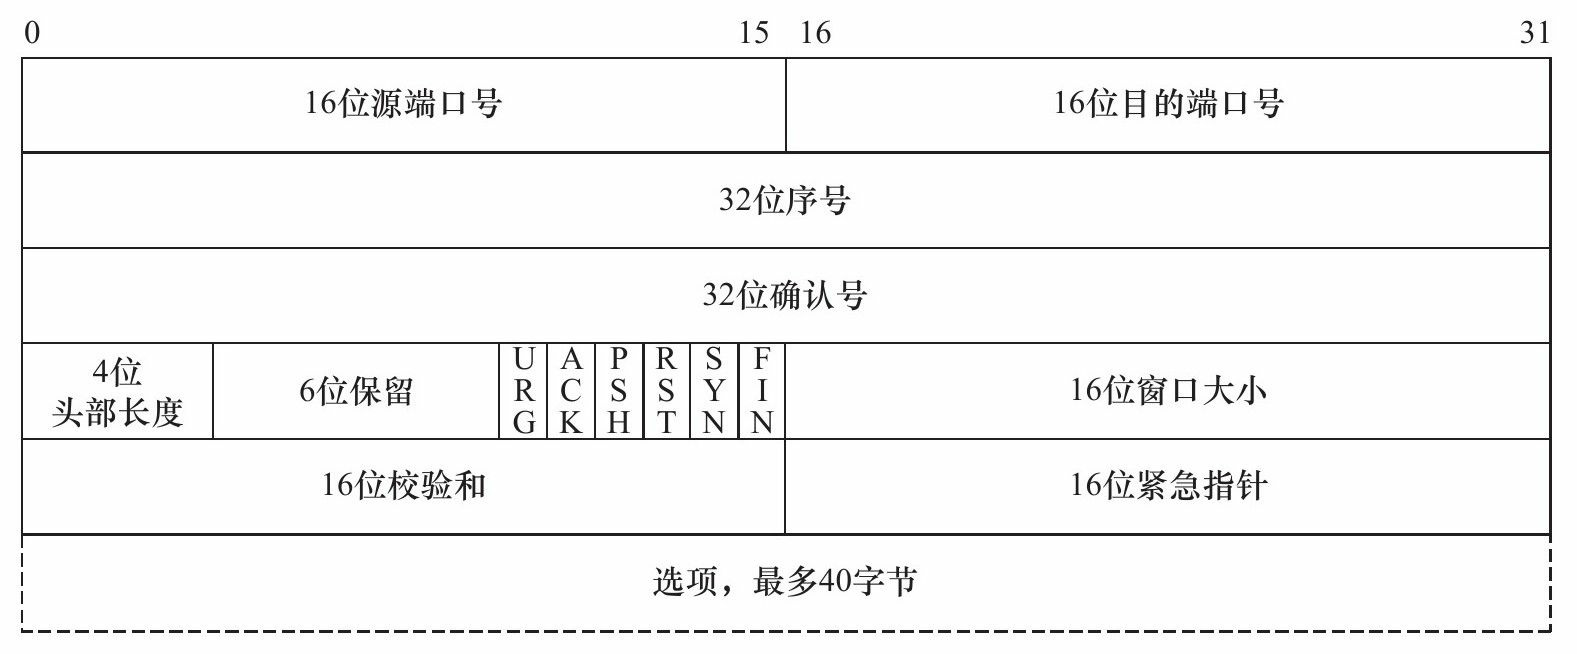 0 15 16 31
16位源端口号 16位目的端口号
32位序号
32位确认号
4位
头部长度
6位保留
URG
ACK
PSH
RST
SYN
FIN
16位窗口大小
16位校验和 16位紧急指针
选项，最多40字节